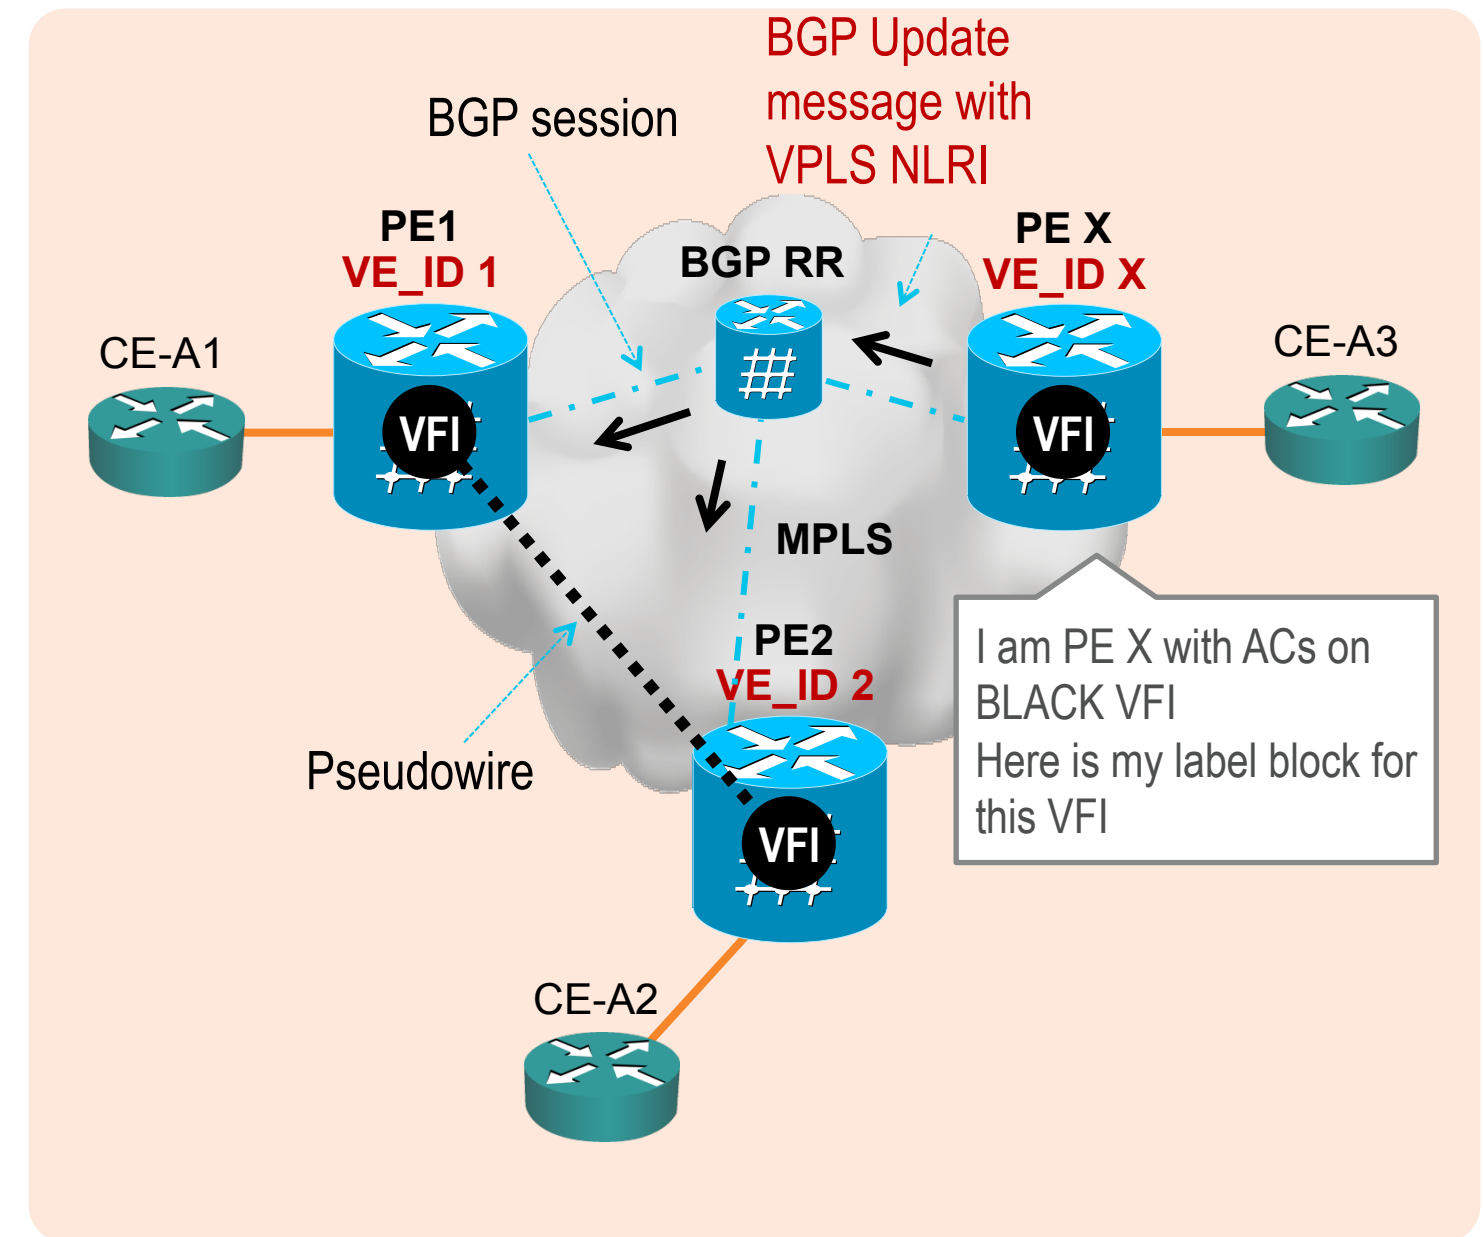 BGP Update
message with
VPLS NLRI
BGP session
PE1
VE_ID 1
BGP RR
PE X
VE_ID X
CE-A1
CE-A3
VFI
VFI
MPLS
PE2
VE_ID 2
I am PE X with ACs on
BLACK VFI
Here is my label block for
this VFI
Pseudowire
VFI
CE-A2